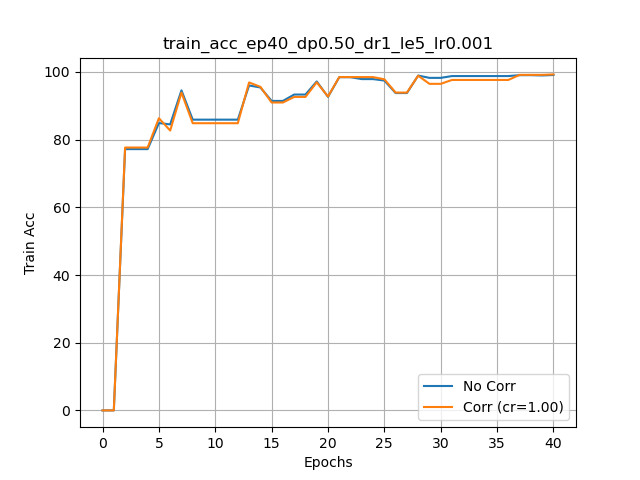 train_acc_ep40_dp0.50_dr1_le5_lr0.001
100
80
60
40
20
0
Train Acc
No Corr
Corr (cr=1.00)
0 5 10 15 20 25 30 35 40
Epochs